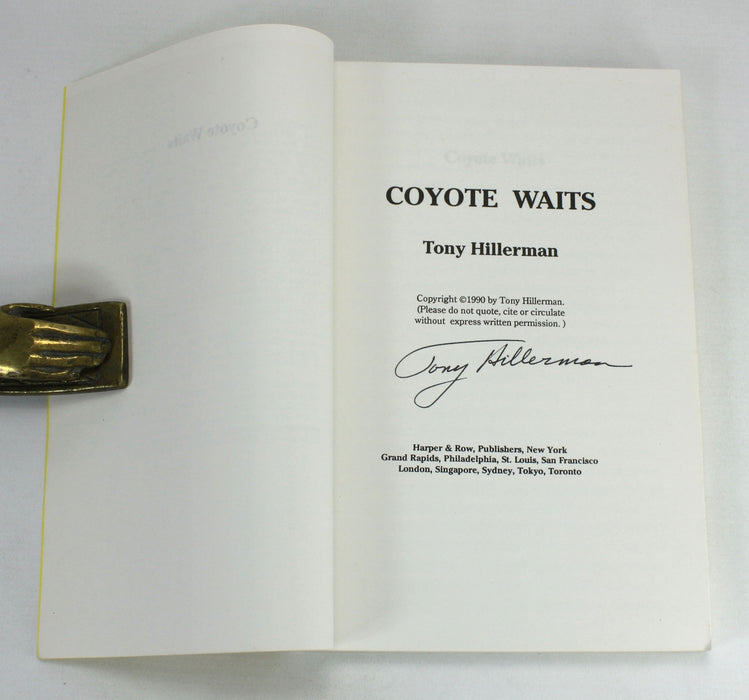 Coyote Waits
Coyote Waits
COYOTE WAITS
Tony Hillerman
Copyright ©1990 by Tony Hillerman.
(Please do not quote, cite or circulate
without express written permission. )
Tony Hillerman
Harper & Row, Publishers, New York
Grand Rapids, Philadelphia, St. Louis, San Francisco
London, Singapore, Sydney, Tokyo, Toronto